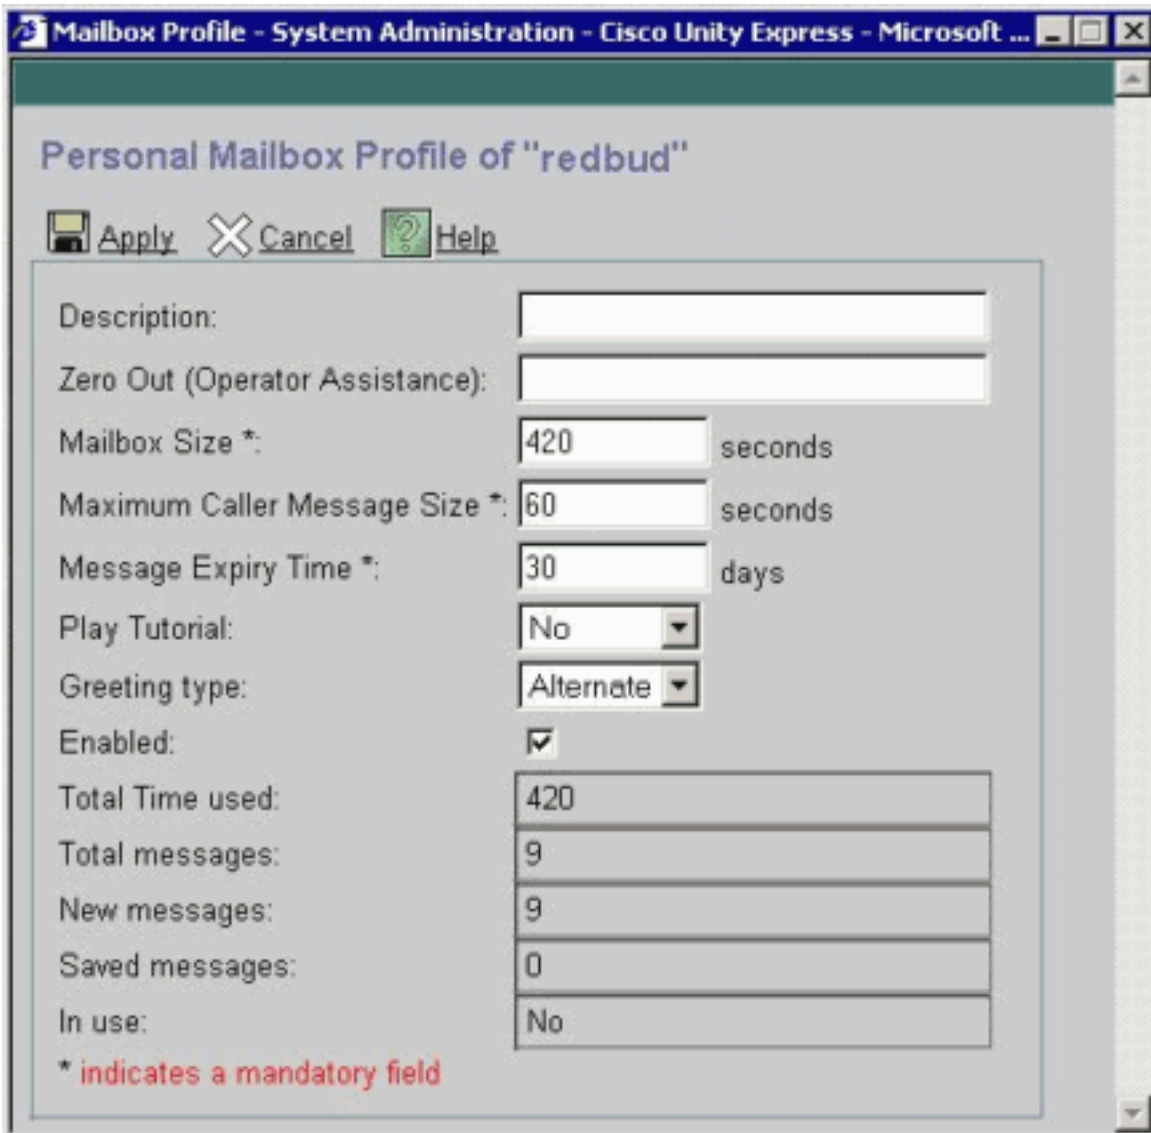 Mailbox Profile - System Administration - Cisco Unity Express - Microsoft ...
Personal Mailbox Profile of "redbud"
Apply Cancel Help
Description:
Zero Out (Operator Assistance):
Mailbox Size *: 420 seconds
Maximum Caller Message Size *: 60 seconds
Message Expiry Time *: 30 days
Play Tutorial: No
Greeting type: Alternate
Enabled:
Total Time used: 420
Total messages: 9
New messages: 9
Saved messages: 0
In use: No
* indicates a mandatory field